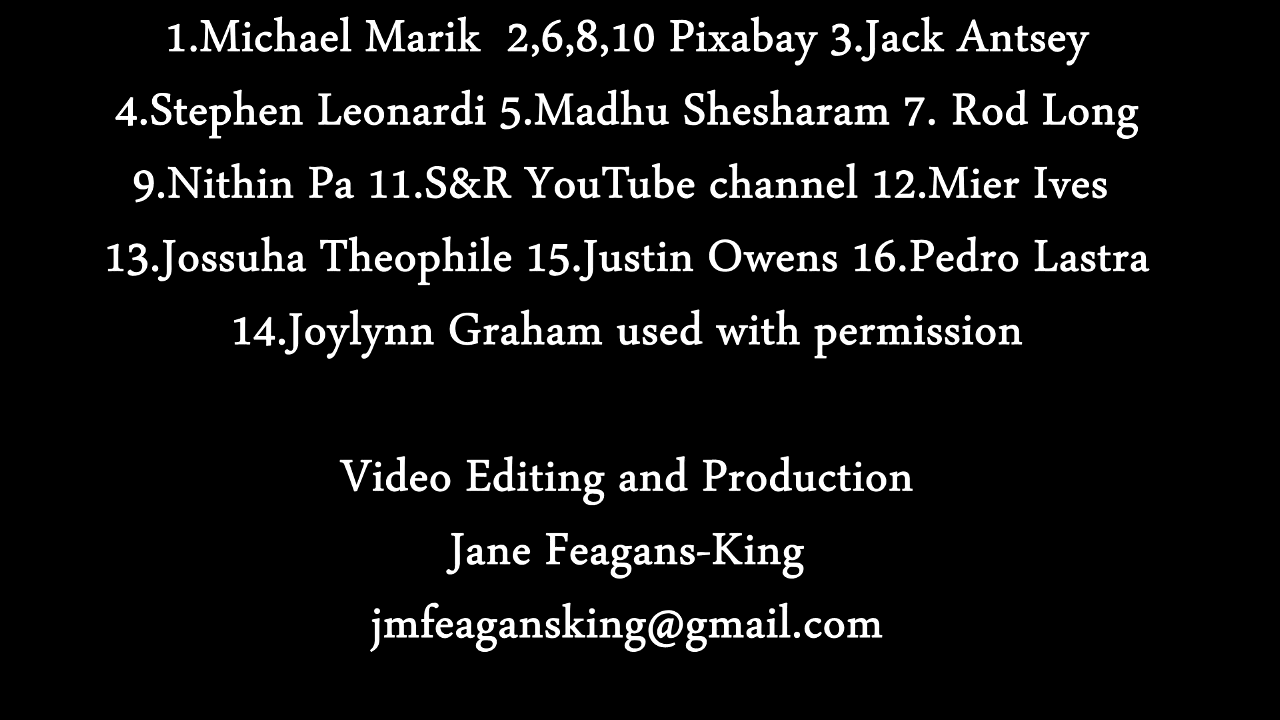 1.Michael Marik  2,6,8,10 Pixabay 3.Jack Antsey
4.Stephen Leonardi 5.Madhu Shesharam 7. Rod Long
9.Nithin Pa 11.S&R YouTube channel 12.Mier Ives
13.Jossuha Theophile 15.Justin Owens 16.Pedro Lastra
14.Joylynn Graham used with permission
Video Editing and Production
Jane Feagans-King
jmfeagansking@gmail.com